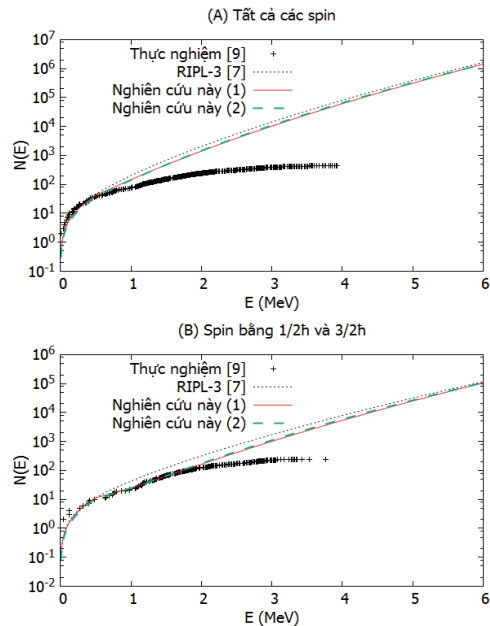 (A) Tất cả các spin
10^7
10^6
10^5
10^4
10^3
10^2
10^1
10^0
10^-1
N(E)
Thực nghiệm [9]
RIPL-3 [7]
Nghiên cứu này (1)
Nghiên cứu này (2)
0 1 2 3 4 5 6
E (MeV)
(B) Spin bằng 1/2ħ và 3/2ħ
10^6
10^5
10^4
10^3
10^2
10^1
10^0
10^-1
10^-2
N(E)
Thực nghiệm [9]
RIPL-3 [7]
Nghiên cứu này (1)
Nghiên cứu này (2)
0 1 2 3 4 5 6
E (MeV)